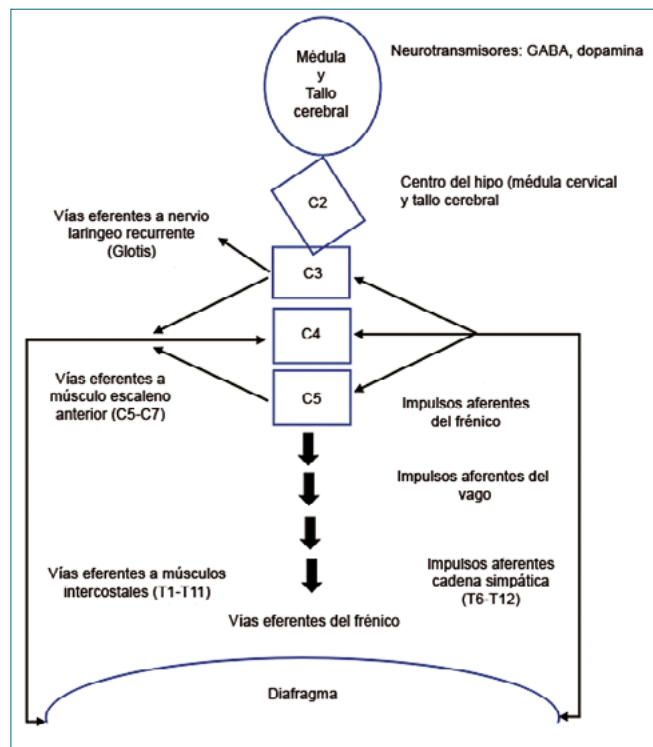 Médula
y
Tallo
cerebral
Neurotransmisores: GABA, dopamina
C2
Centro del hipo (médula cervical
y tallo cerebral
Vías eferentes a nervio
laríngeo recurrente
(Glotis)
C3
C4
C5
Vías eferentes a
músculo escaleno
anterior (C5-C7)
Impulsos aferentes
del frénico
Impulsos aferentes del
vago
Vías eferentes a músculos
intercostales (T1-T11)
Impulsos aferentes
cadena simpática
(T6-T12)
Vías eferentes del frénico
Diafragma